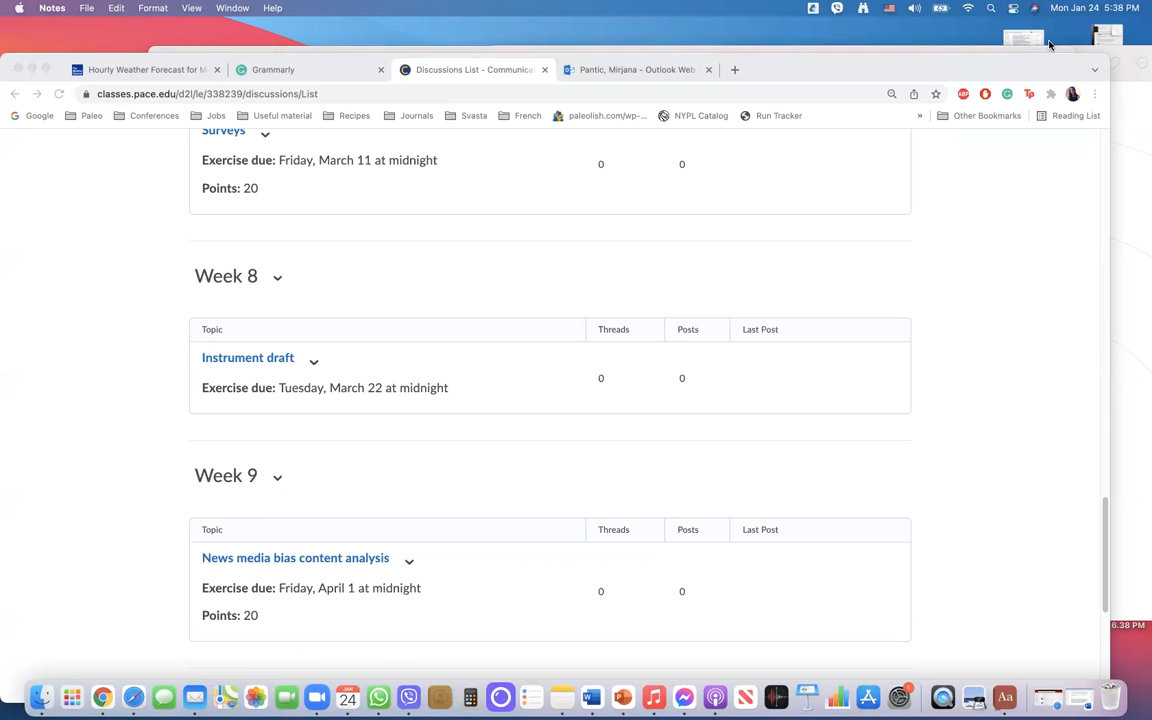 Notes File Edit Format View Window Help Mon Jan 24 5:38 PM
Hourly Weather Forecast for M Grammarly Discussions List - Communica Pantic, Mirjana - Outlook Web
classes.pace.edu/d2l/le/338239/discussions/List
Google Paleo Conferences Jobs Useful material Recipes Journals Svasta French paleolish.com/wp-... NYPL Catalog Run Tracker » Other Bookmarks Reading List
Surveys
Exercise due: Friday, March 11 at midnight 0 0
Points: 20
Week 8
Topic Threads Posts Last Post
Instrument draft
0 0
Exercise due: Tuesday, March 22 at midnight
Week 9
Topic Threads Posts Last Post
News media bias content analysis
Exercise due: Friday, April 1 at midnight 0 0
Points: 20
6.38 PM
JAN
24
Aa